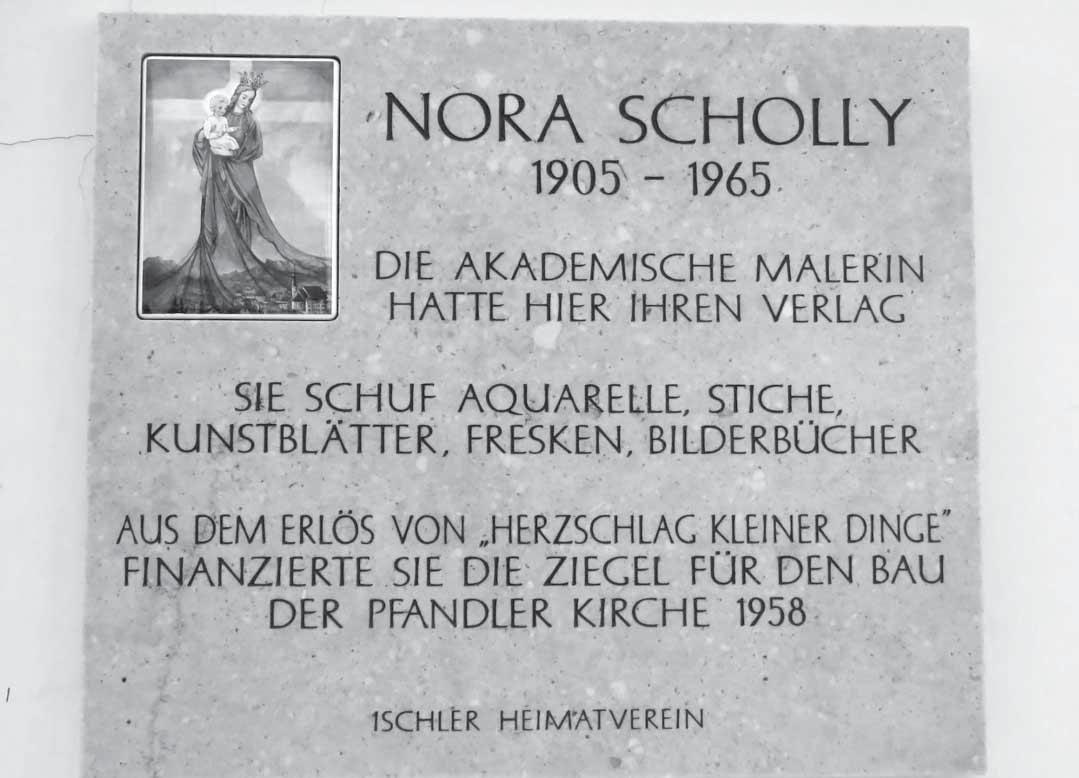 NORA SCHOLLY
1905 - 1965
DIE AKADEMISCHE MALERIN
HATTE HIER IHREN VERLAG
SIE SCHUF AQUARELLE, STICHE,
KUNSTBLÄTTER, FRESKEN, BILDERBÜCHER
AUS DEM ERLÖS VON „HERZSCHLAG KLEINER DINGE”
FINANZIERTE SIE DIE ZIEGEL FÜR DEN BAU
DER PFANDLER KIRCHE 1958
ISCHLER HEIMATVEREIN